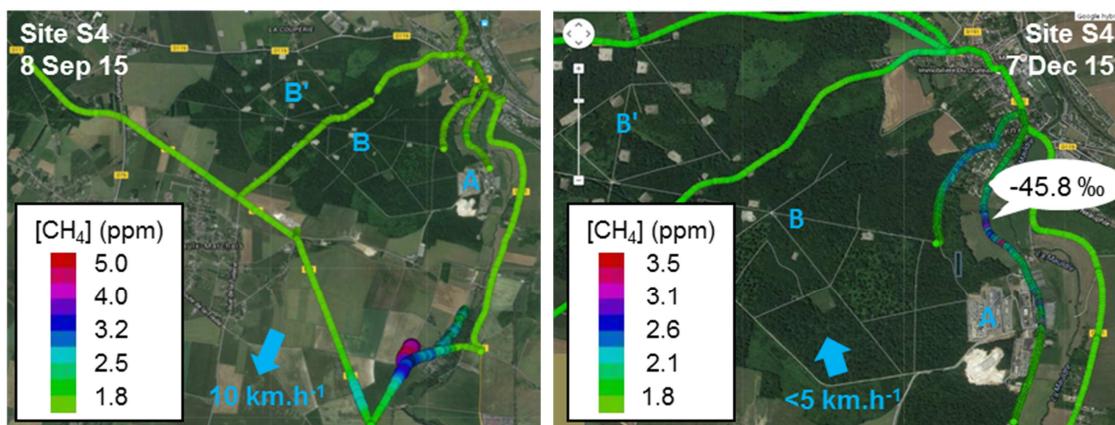 Site S4
8 Sep 15
LA COUPERIE
B'
B
A
[CH₄] (ppm)
5.0
4.0
3.2
2.5
1.8
10 km.h⁻¹
Google
Site S4
7 Dec 15
B'
B
A
-45.8 ‰
[CH₄] (ppm)
3.5
3.1
2.6
2.1
1.8
<5 km.h⁻¹